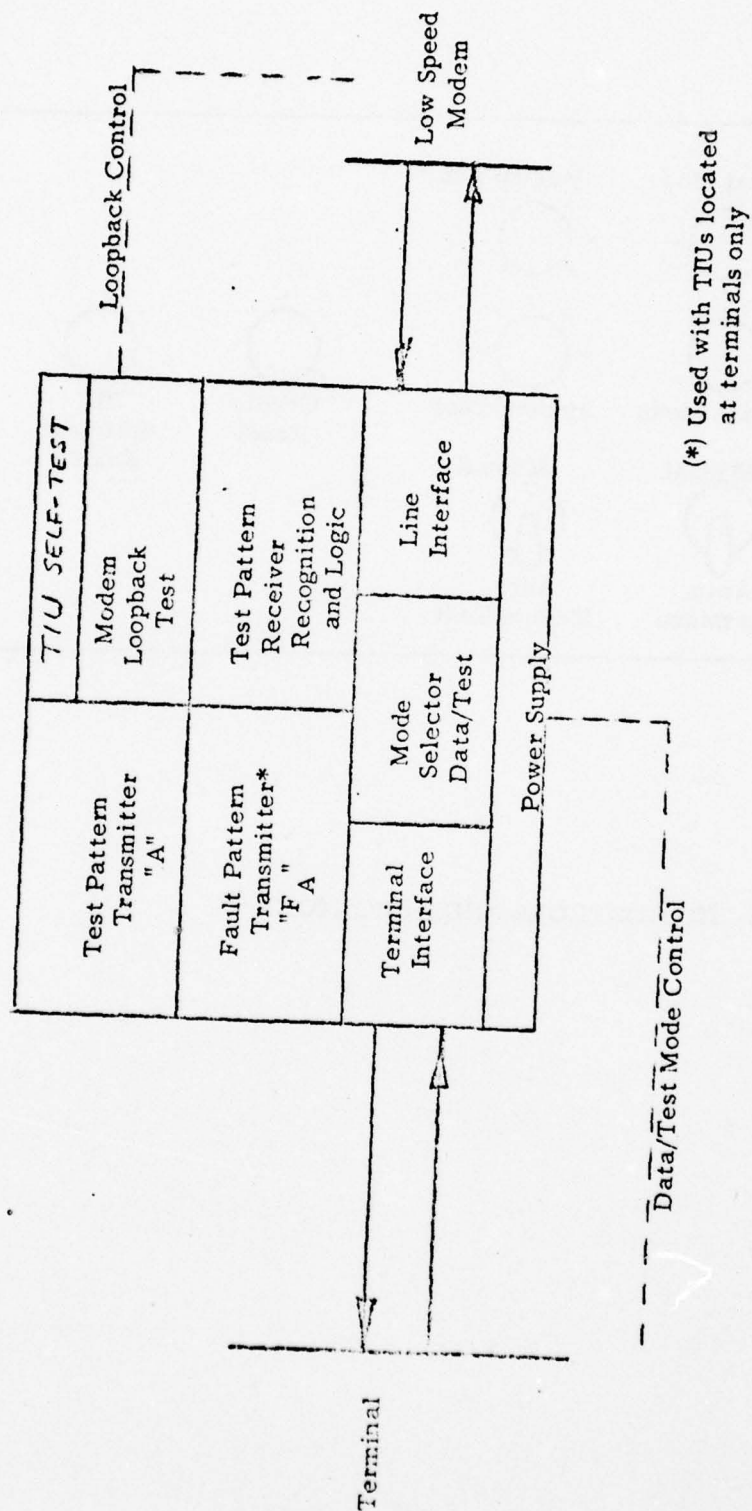 Loopback Control
TIU SELF-TEST
Test Pattern
Transmitter
"A"
Modem
Loopback
Test
Fault Pattern
Transmitter*
"F A"
Test Pattern
Receiver
Recognition
and Logic
Terminal
Interface
Mode
Selector
Data/Test
Line
Interface
Power Supply
Terminal
Low Speed
Modem
Data/Test Mode Control
(*) Used with TIUs located
at terminals only